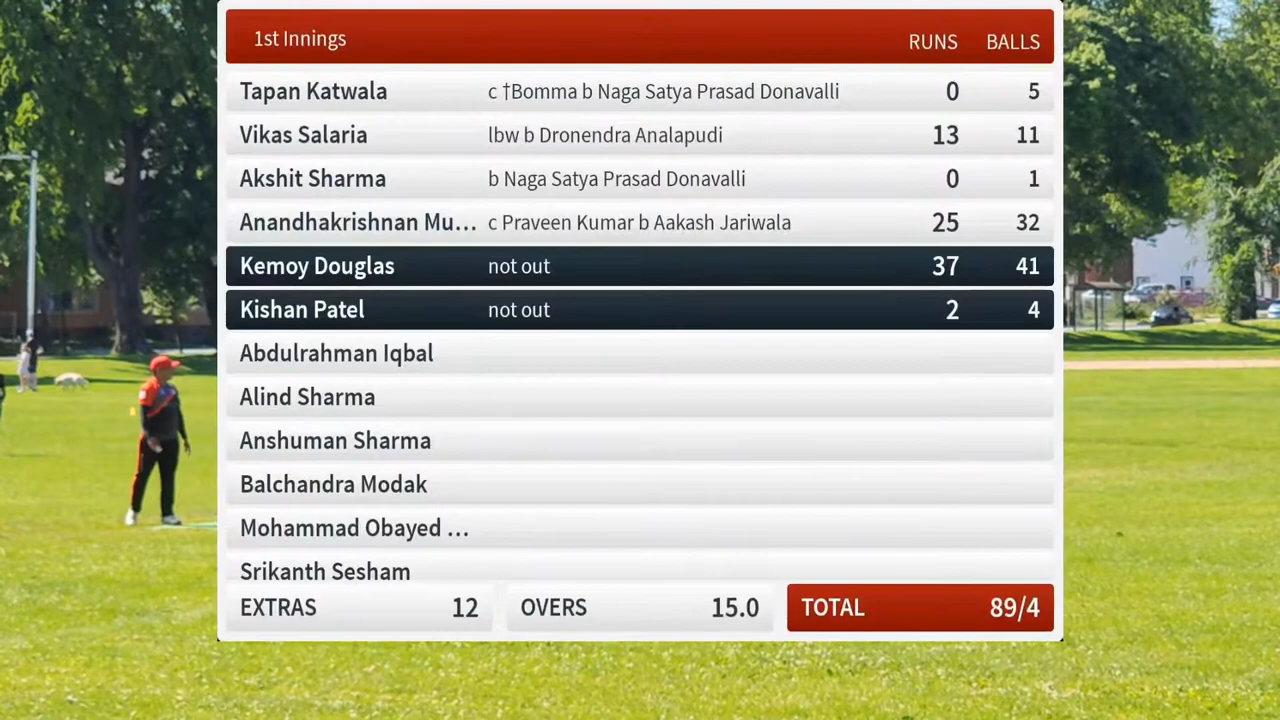 1st Innings RUNS BALLS
Tapan Katwala c †Bomma b Naga Satya Prasad Donavalli 0 5
Vikas Salaria lbw b Dronendra Analapudi 13 11
Akshit Sharma b Naga Satya Prasad Donavalli 0 1
Anandhakrishnan Mu... c Praveen Kumar b Aakash Jariwala 25 32
Kemoy Douglas not out 37 41
Kishan Patel not out 2 4
Abdulrahman Iqbal
Alind Sharma
Anshuman Sharma
Balchandra Modak
Mohammad Obayed ...
Srikanth Sesham
EXTRAS 12 OVERS 15.0 TOTAL 89/4